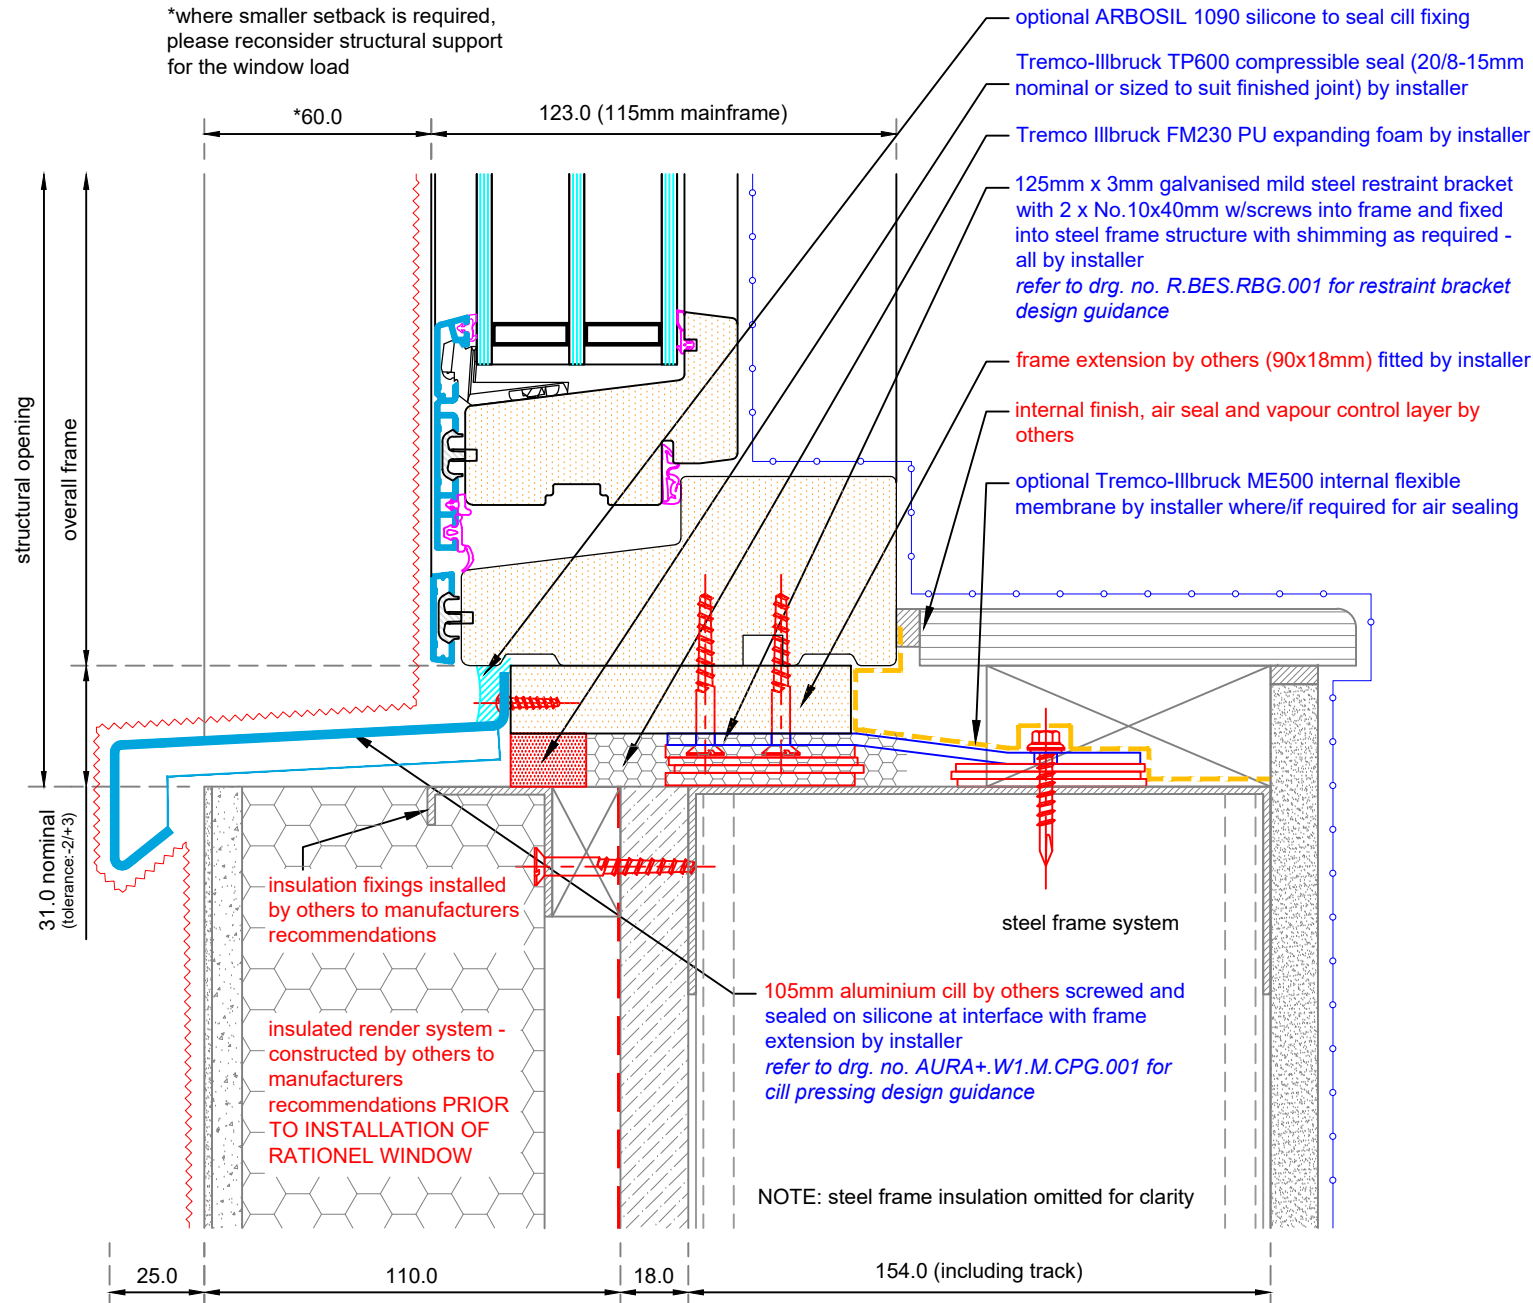 *where smaller setback is required,
please reconsider structural support
for the window load
*60.0
123.0 (115mm mainframe)
optional ARBOSIL 1090 silicone to seal cill fixing
Tremco-Illbruck TP600 compressible seal (20/8-15mm
nominal or sized to suit finished joint) by installer
Tremco Illbruck FM230 PU expanding foam by installer
125mm x 3mm galvanised mild steel restraint bracket
with 2 x No.10x40mm w/screws into frame and fixed
into steel frame structure with shimming as required -
all by installer
refer to drg. no. R.BES.RBG.001 for restraint bracket
design guidance
frame extension by others (90x18mm) fitted by installer
internal finish, air seal and vapour control layer by
others
optional Tremco-Illbruck ME500 internal flexible
membrane by installer where/if required for air sealing
structural opening
overall frame
31.0 nominal
(tolerance:-2/+3)
insulation fixings installed
by others to manufacturers
recommendations
steel frame system
105mm aluminium cill by others screwed and
sealed on silicone at interface with frame
extension by installer
refer to drg. no. AURA+.W1.M.CPG.001 for
cill pressing design guidance
insulated render system -
constructed by others to
manufacturers
recommendations PRIOR
TO INSTALLATION OF
RATIONEL WINDOW
NOTE: steel frame insulation omitted for clarity
25.0
110.0
18.0
154.0 (including track)